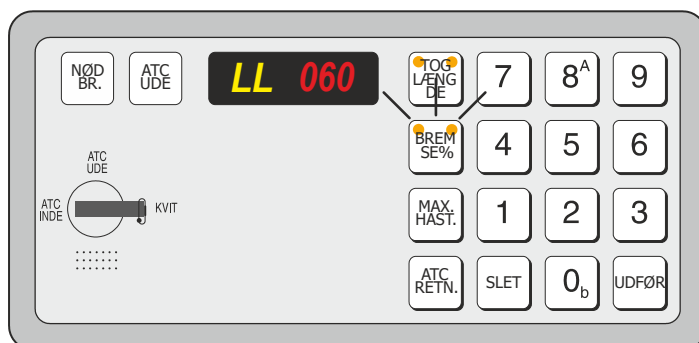 NØD
BR.
ATC
UDE
LL 060
TOG
LÆNG
DE
7
8A
9
BREM
SE%
4
5
6
ATC
UDE
ATC
INDE
KVIT
MAX.
HAST.
1
2
3
ATC
RETN.
SLET
0b
UDFØR